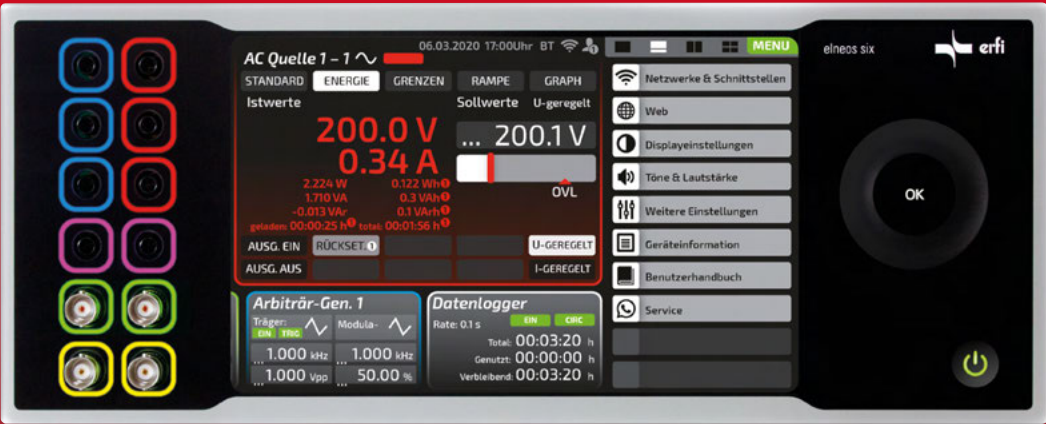 06.03.2020 17:00Uhr BT
MENU
elneos six
erfi
AC Quelle 1 – 1
STANDARD ENERGIE GRENZEN RAMPE GRAPH
Istwerte Sollwerte U-geregelt
200.0 V
... 200.1 V
0.34 A
2.224 W 0.122 Wh
1.710 VA 0.3 VAh
-0.013 VAr 0.1 VArh
geladen: 00:00:25 h total: 00:01:56 h
OVL
AUSG. EIN RÜCKSET. U-GEREGELT
AUSG. AUS I-GEREGELT
Arbiträr-Gen. 1
Träger: Modula-
EIN TRIG
... 1.000 kHz ... 1.000 kHz
... 1.000 Vpp ... 50.00 %
Datenlogger
Rate: 0.1 s EIN CIRC
Total: 00:03:20 h
Genutzt: 00:00:00 h
Verbleibend: 00:03:20 h
Netzwerke & Schnittstellen
Web
Displayeinstellungen
Töne & Lautstärke
Weitere Einstellungen
Geräteinformation
Benutzerhandbuch
Service
OK